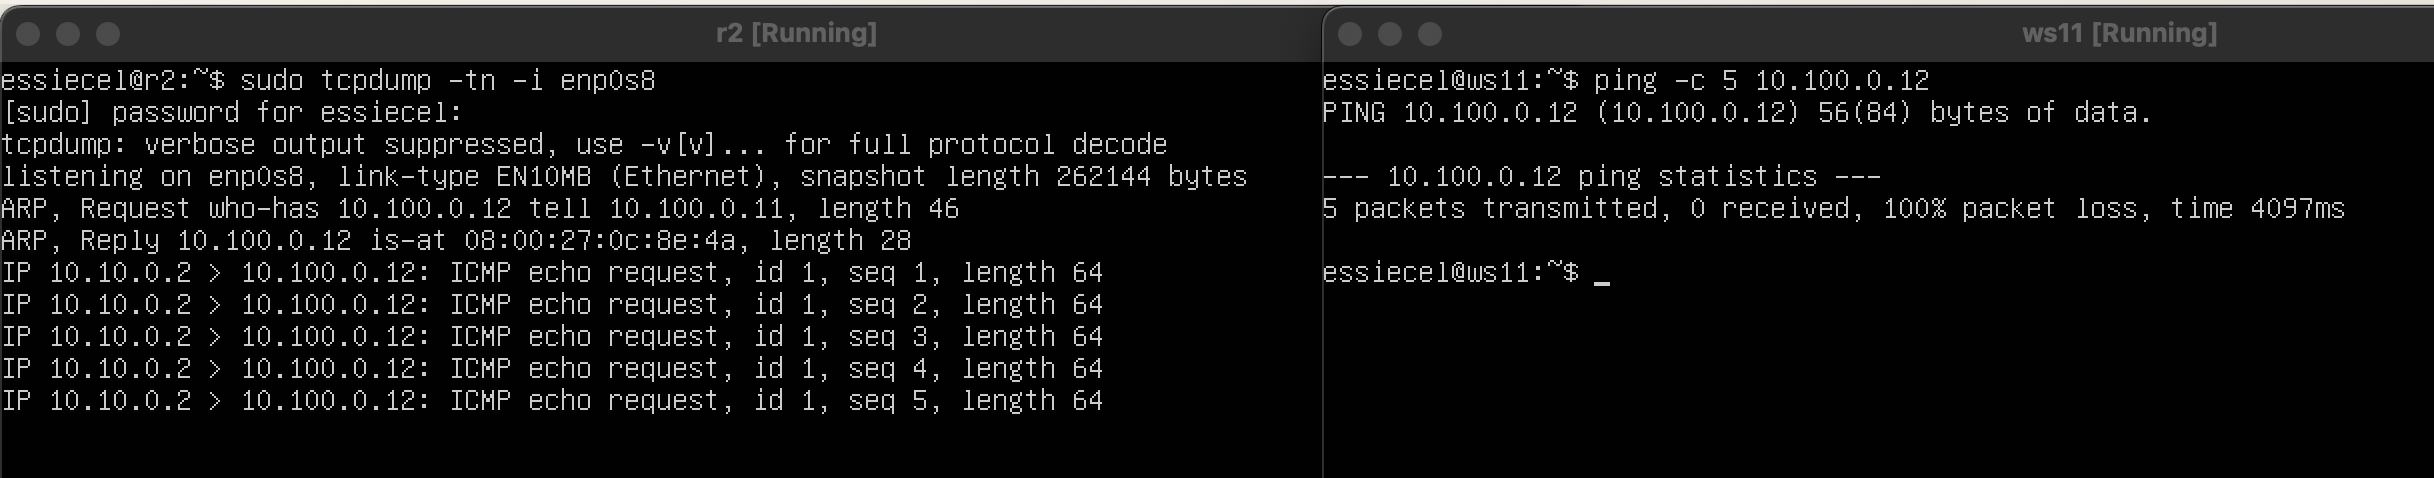 r2 [Running]
essiecel@r2:~$ sudo tcpdump -tn -i enp0s8
[sudo] password for essiecel:
tcpdump: verbose output suppressed, use -v[v]... for full protocol decode
listening on enp0s8, link-type EN10MB (Ethernet), snapshot length 262144 bytes
ARP, Request who-has 10.100.0.12 tell 10.100.0.11, length 46
ARP, Reply 10.100.0.12 is-at 08:00:27:0c:8e:4a, length 28
IP 10.10.0.2 > 10.100.0.12: ICMP echo request, id 1, seq 1, length 64
IP 10.10.0.2 > 10.100.0.12: ICMP echo request, id 1, seq 2, length 64
IP 10.10.0.2 > 10.100.0.12: ICMP echo request, id 1, seq 3, length 64
IP 10.10.0.2 > 10.100.0.12: ICMP echo request, id 1, seq 4, length 64
IP 10.10.0.2 > 10.100.0.12: ICMP echo request, id 1, seq 5, length 64
ws11 [Running]
essiecel@ws11:~$ ping -c 5 10.100.0.12
PING 10.100.0.12 (10.100.0.12) 56(84) bytes of data.
--- 10.100.0.12 ping statistics ---
5 packets transmitted, 0 received, 100% packet loss, time 4097ms
essiecel@ws11:~$ _